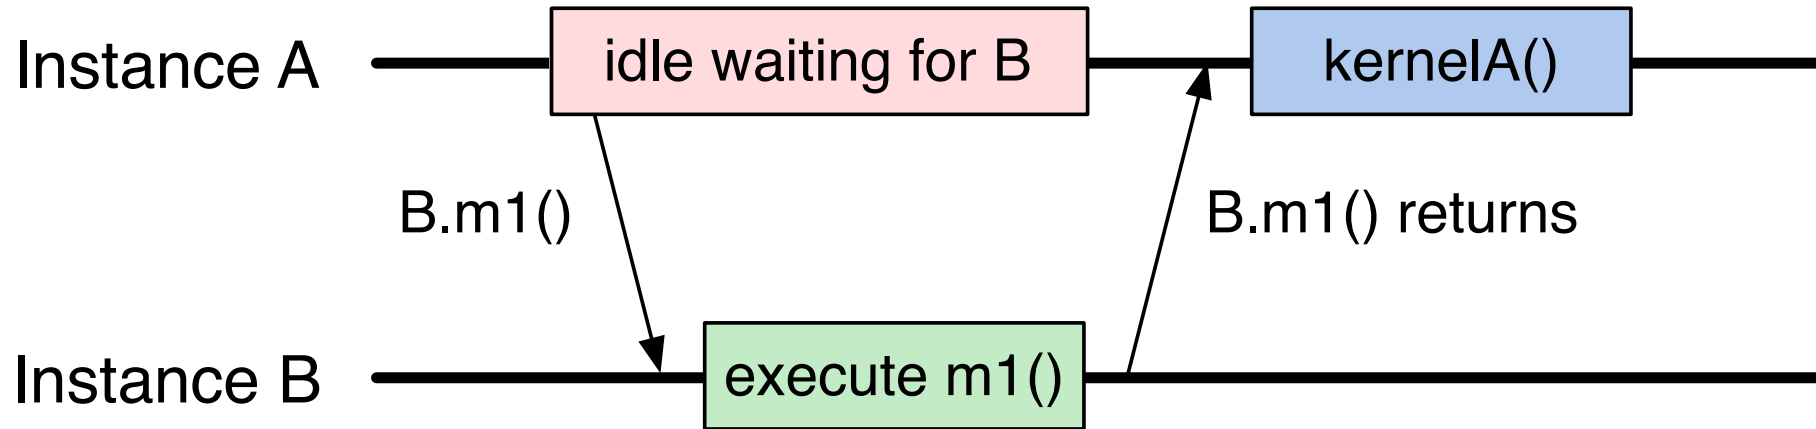 Instance A
idle waiting for B
kernelA()
B.m1()
B.m1() returns
Instance B
execute m1()